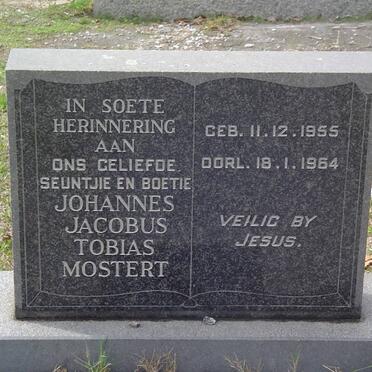 IN SOETE
HERINNERING
AAN
ONS GELIEFDE
SEUNTJIE EN BOETIE
JOHANNES
JACOBUS
TOBIAS
MOSTERT
GEB. 11.12.1955
OORL. 18.1.1964
VEILIG BY
JESUS.